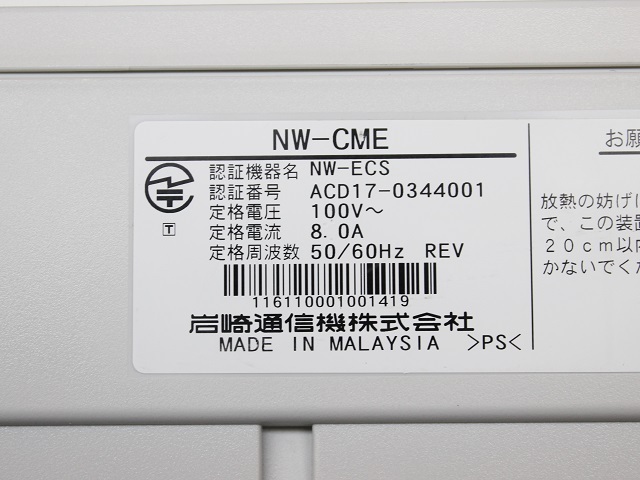 NW-CME
認証機器名 NW-ECS
認証番号 ACD17-0344001
定格電圧 100V～
定格電流 8.0A
定格周波数 50/60Hz REV
116110001001419
岩崎通信機株式会社
MADE IN MALAYSIA >PS<
T
お願
放熱の妨げに
で、この装置
20cm以内
かないでくだ